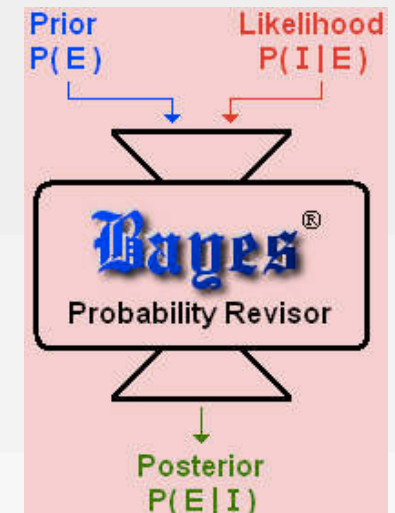 Prior
P(E)
Likelihood
P(I|E)
Bayes®
Probability Revisor
Posterior
P(E|I)